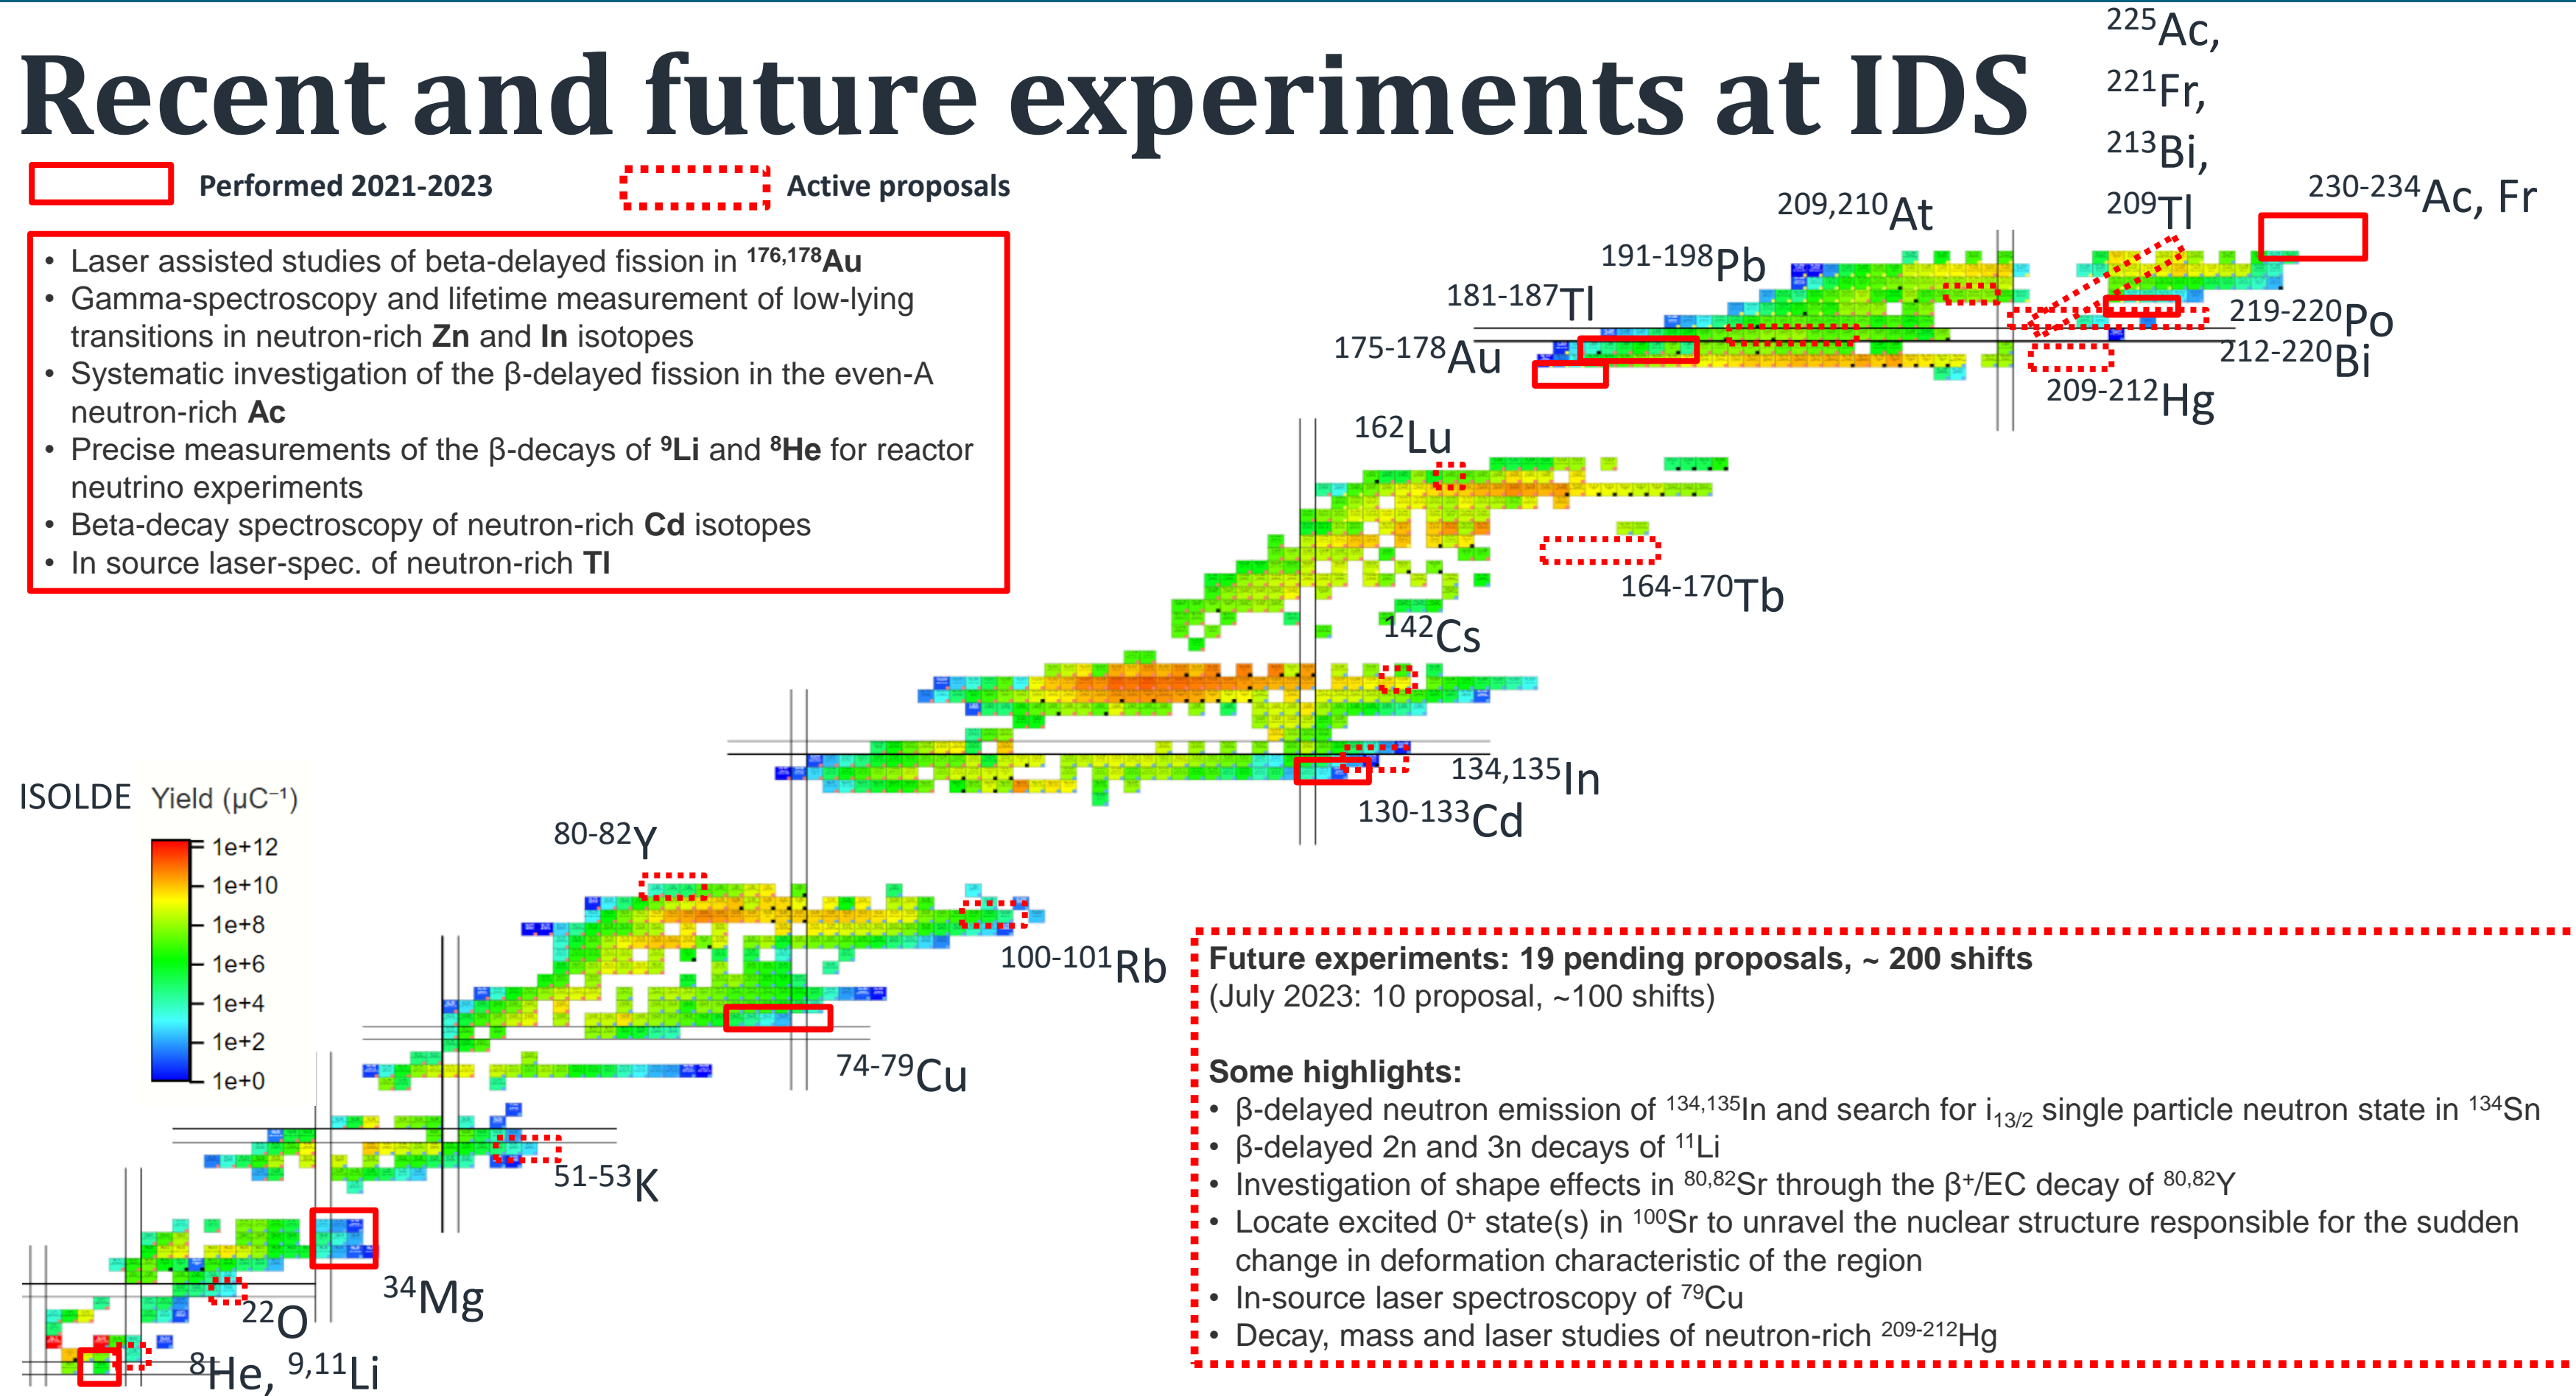 Recent and future experiments at IDS
Performed 2021-2023
Active proposals
• Laser assisted studies of beta-delayed fission in ¹⁷⁶,¹⁷⁸Au
• Gamma-spectroscopy and lifetime measurement of low-lying
transitions in neutron-rich Zn and In isotopes
• Systematic investigation of the β-delayed fission in the even-A
neutron-rich Ac
• Precise measurements of the β-decays of ⁹Li and ⁸He for reactor
neutrino experiments
• Beta-decay spectroscopy of neutron-rich Cd isotopes
• In source laser-spec. of neutron-rich Tl
²²⁵Ac,
²²¹Fr,
²¹³Bi,
²⁰⁹Tl
²³⁰⁻²³⁴Ac, Fr
²⁰⁹,²¹⁰At
¹⁹¹⁻¹⁹⁸Pb
¹⁸¹⁻¹⁸⁷Tl
¹⁷⁵⁻¹⁷⁸Au
²¹⁹⁻²²⁰Po
²¹²⁻²²⁰Bi
²⁰⁹⁻²¹²Hg
¹⁶²Lu
¹⁶⁴⁻¹⁷⁰Tb
¹⁴²Cs
¹³⁴,¹³⁵In
¹³⁰⁻¹³³Cd
ISOLDE Yield (μC⁻¹)
1e+12
1e+10
1e+8
1e+6
1e+4
1e+2
1e+0
⁸⁰⁻⁸²Y
¹⁰⁰⁻¹⁰¹Rb
⁷⁴⁻⁷⁹Cu
⁵¹⁻⁵³K
³⁴Mg
²²O
⁸He, ⁹,¹¹Li
Future experiments: 19 pending proposals, ~ 200 shifts
(July 2023: 10 proposal, ~100 shifts)
Some highlights:
• β-delayed neutron emission of ¹³⁴,¹³⁵In and search for i₁₃/₂ single particle neutron state in ¹³⁴Sn
• β-delayed 2n and 3n decays of ¹¹Li
• Investigation of shape effects in ⁸⁰,⁸²Sr through the β⁺/EC decay of ⁸⁰,⁸²Y
• Locate excited 0⁺ state(s) in ¹⁰⁰Sr to unravel the nuclear structure responsible for the sudden
change in deformation characteristic of the region
• In-source laser spectroscopy of ⁷⁹Cu
• Decay, mass and laser studies of neutron-rich ²⁰⁹⁻²¹²Hg